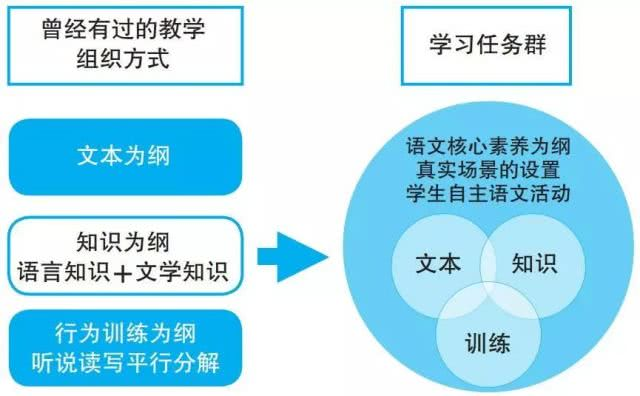 曾经有过的教学
组织方式
学习任务群
文本为纲
知识为纲
语言知识＋文学知识
行为训练为纲
听说读写平行分解
语文核心素养为纲
真实场景的设置
学生自主语文活动
文本
知识
训练